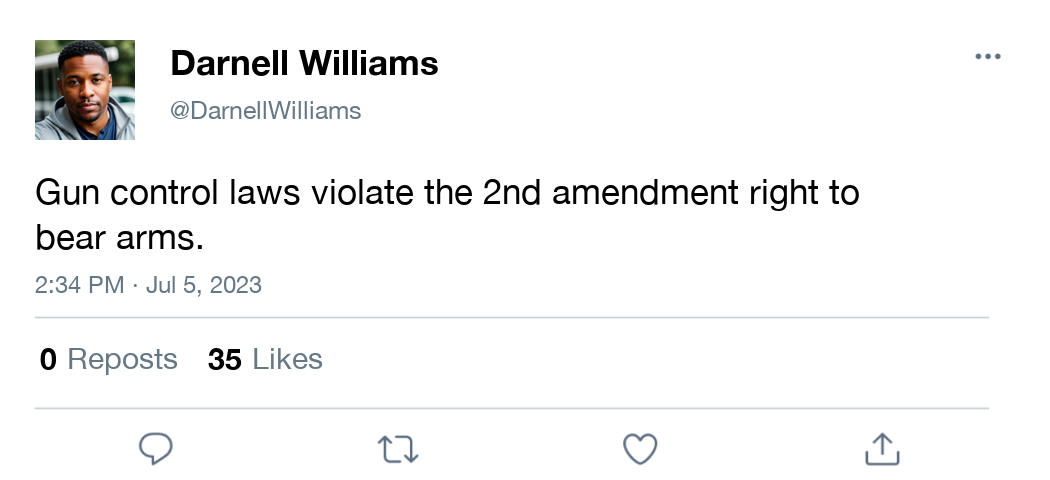 Darnell Williams
@DarnellWilliams
Gun control laws violate the 2nd amendment right to
bear arms.
2:34 PM · Jul 5, 2023
0 Reposts 35 Likes